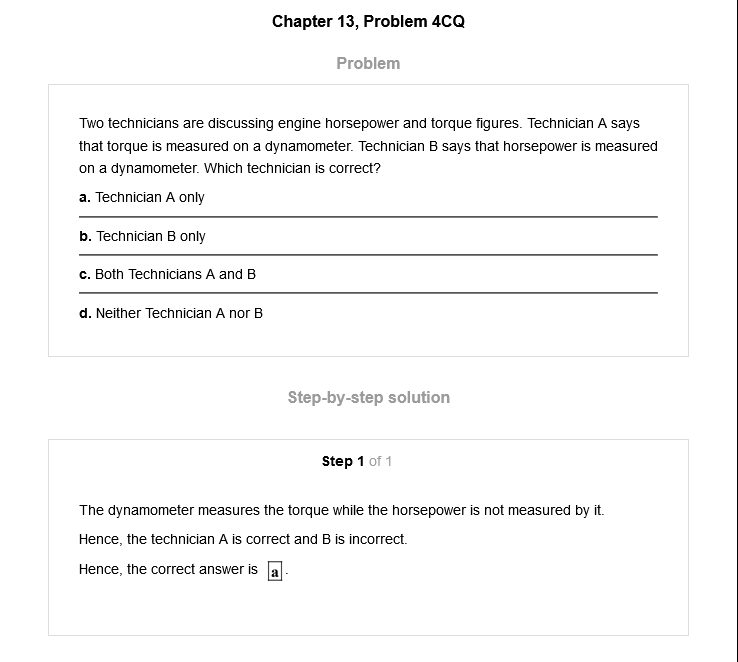 Chapter 13, Problem 4CQ
Problem
Two technicians are discussing engine horsepower and torque figures. Technician A says
that torque is measured on a dynamometer. Technician B says that horsepower is measured
on a dynamometer. Which technician is correct?
a. Technician A only
b. Technician B only
c. Both Technicians A and B
d. Neither Technician A nor B
Step-by-step solution
Step 1 of 1
The dynamometer measures the torque while the horsepower is not measured by it.
Hence, the technician A is correct and B is incorrect.
Hence, the correct answer is a.